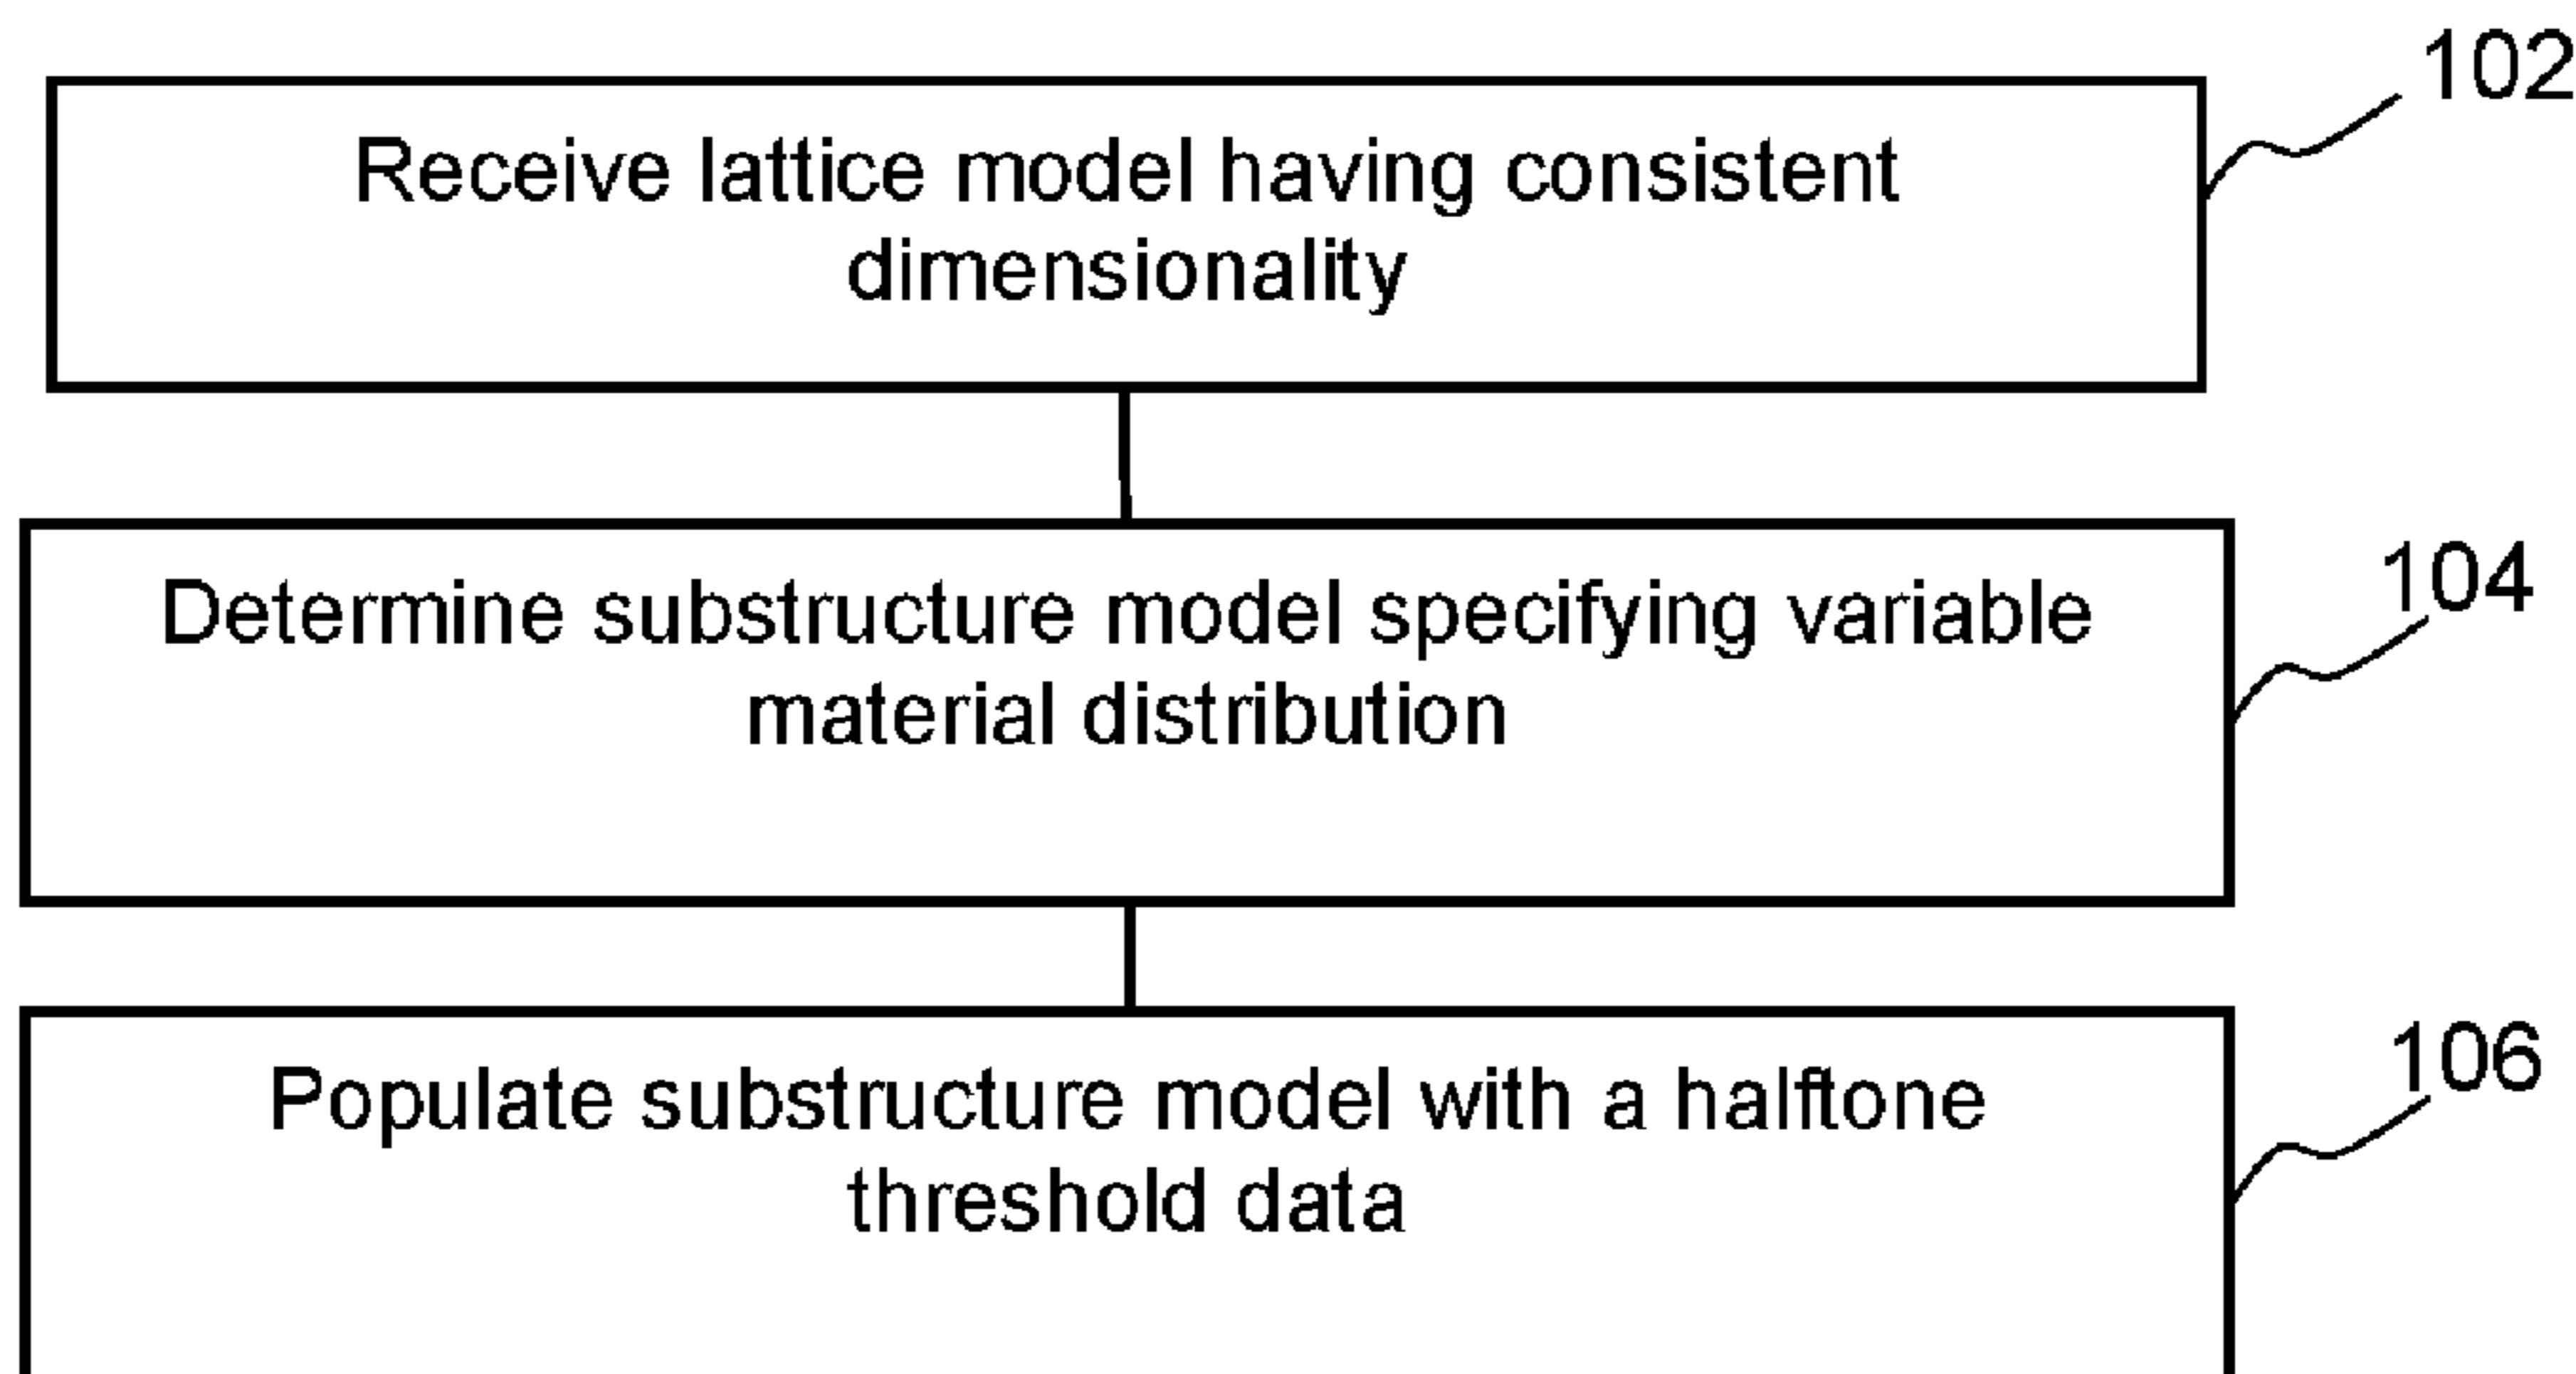 102
Receive lattice model having consistent
dimensionality
104
Determine substructure model specifying variable
material distribution
106
Populate substructure model with a halftone
threshold data